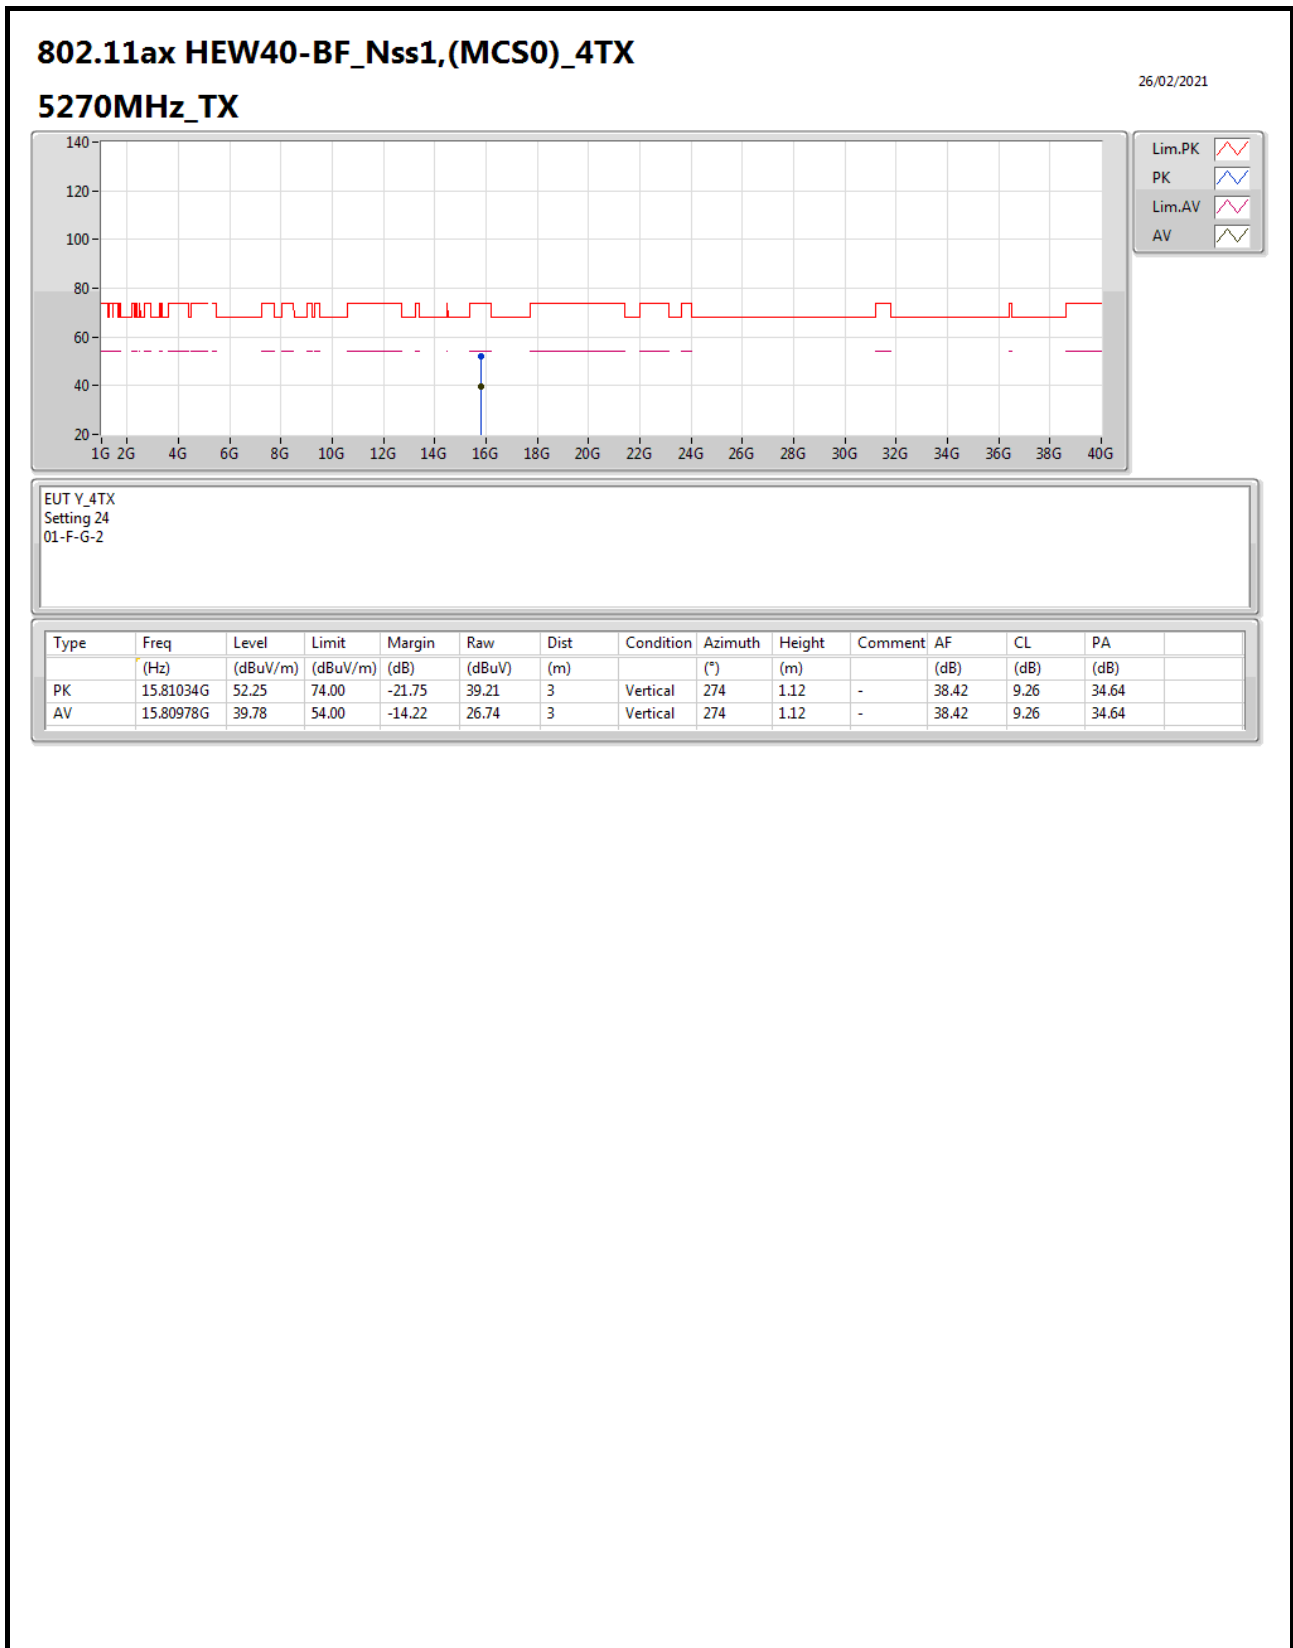 802.11ax HEW40-BF_Nss1,(MCS0)_4TX
26/02/2021
5270MHz_TX
140
120
100
80
60
40
20
1G 2G 4G 6G 8G 10G 12G 14G 16G 18G 20G 22G 24G 26G 28G 30G 32G 34G 36G 38G 40G
Lim.PK
PK
Lim.AV
AV
EUT Y_4TX
Setting 24
01-F-G-2
Type Freq Level Limit Margin Raw Dist Condition Azimuth Height Comment AF CL PA
(Hz) (dBuV/m) (dBuV/m) (dB) (dBuV) (m) (°) (m) (dB) (dB) (dB)
PK 15.81034G 52.25 74.00 -21.75 39.21 3 Vertical 274 1.12 - 38.42 9.26 34.64
AV 15.80978G 39.78 54.00 -14.22 26.74 3 Vertical 274 1.12 - 38.42 9.26 34.64